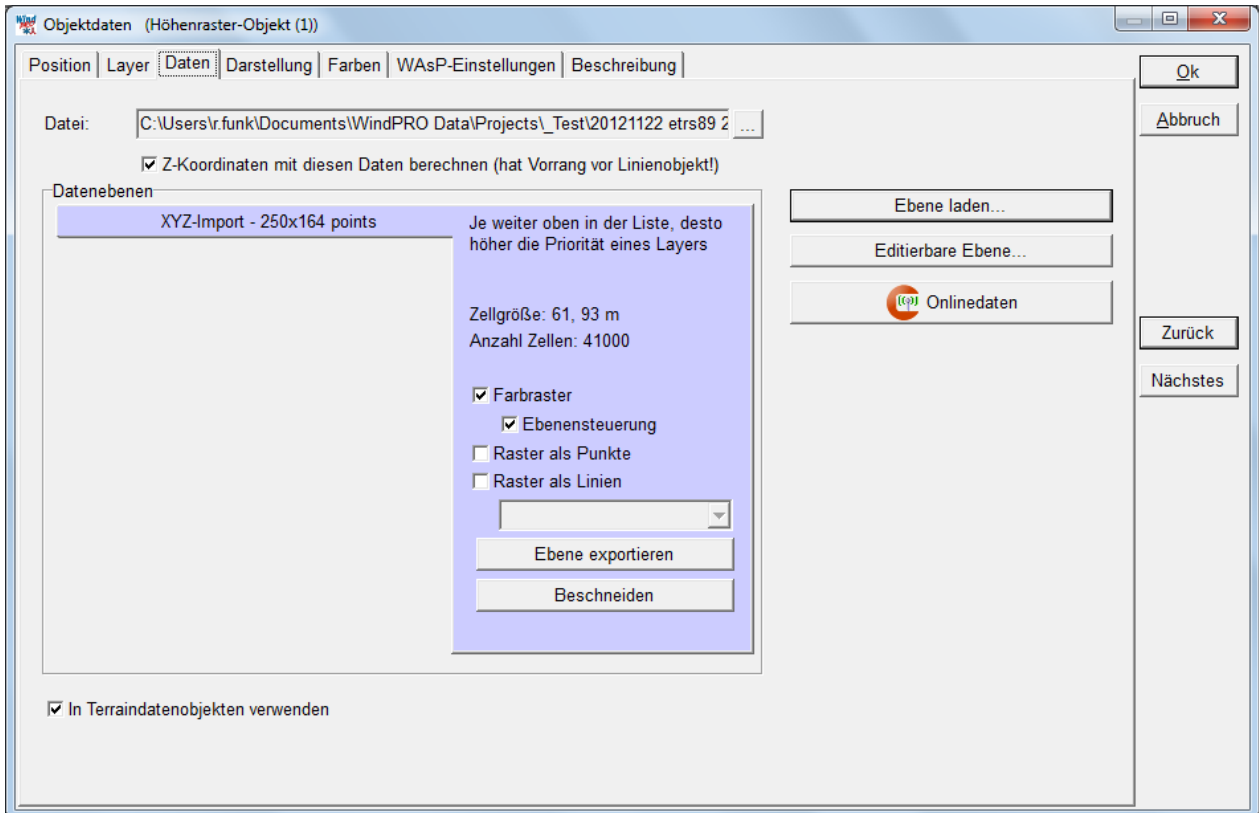 Objektdaten (Höhenraster-Objekt (1))
Position Layer Daten Darstellung Farben WAsP-Einstellungen Beschreibung
Ok
Abbruch
Datei: C:\Users\r.funk\Documents\WindPRO Data\Projects\_Test\20121122 etrs89 2 ...
Z-Koordinaten mit diesen Daten berechnen (hat Vorrang vor Linienobjekt!)
Datenebenen
XYZ-Import - 250x164 points
Je weiter oben in der Liste, desto
höher die Priorität eines Layers
Zellgröße: 61, 93 m
Anzahl Zellen: 41000
Farbraster
Ebenensteuerung
Raster als Punkte
Raster als Linien
Ebene exportieren
Beschneiden
Ebene laden...
Editierbare Ebene...
Onlinedaten
Zurück
Nächstes
In Terraindatenobjekten verwenden